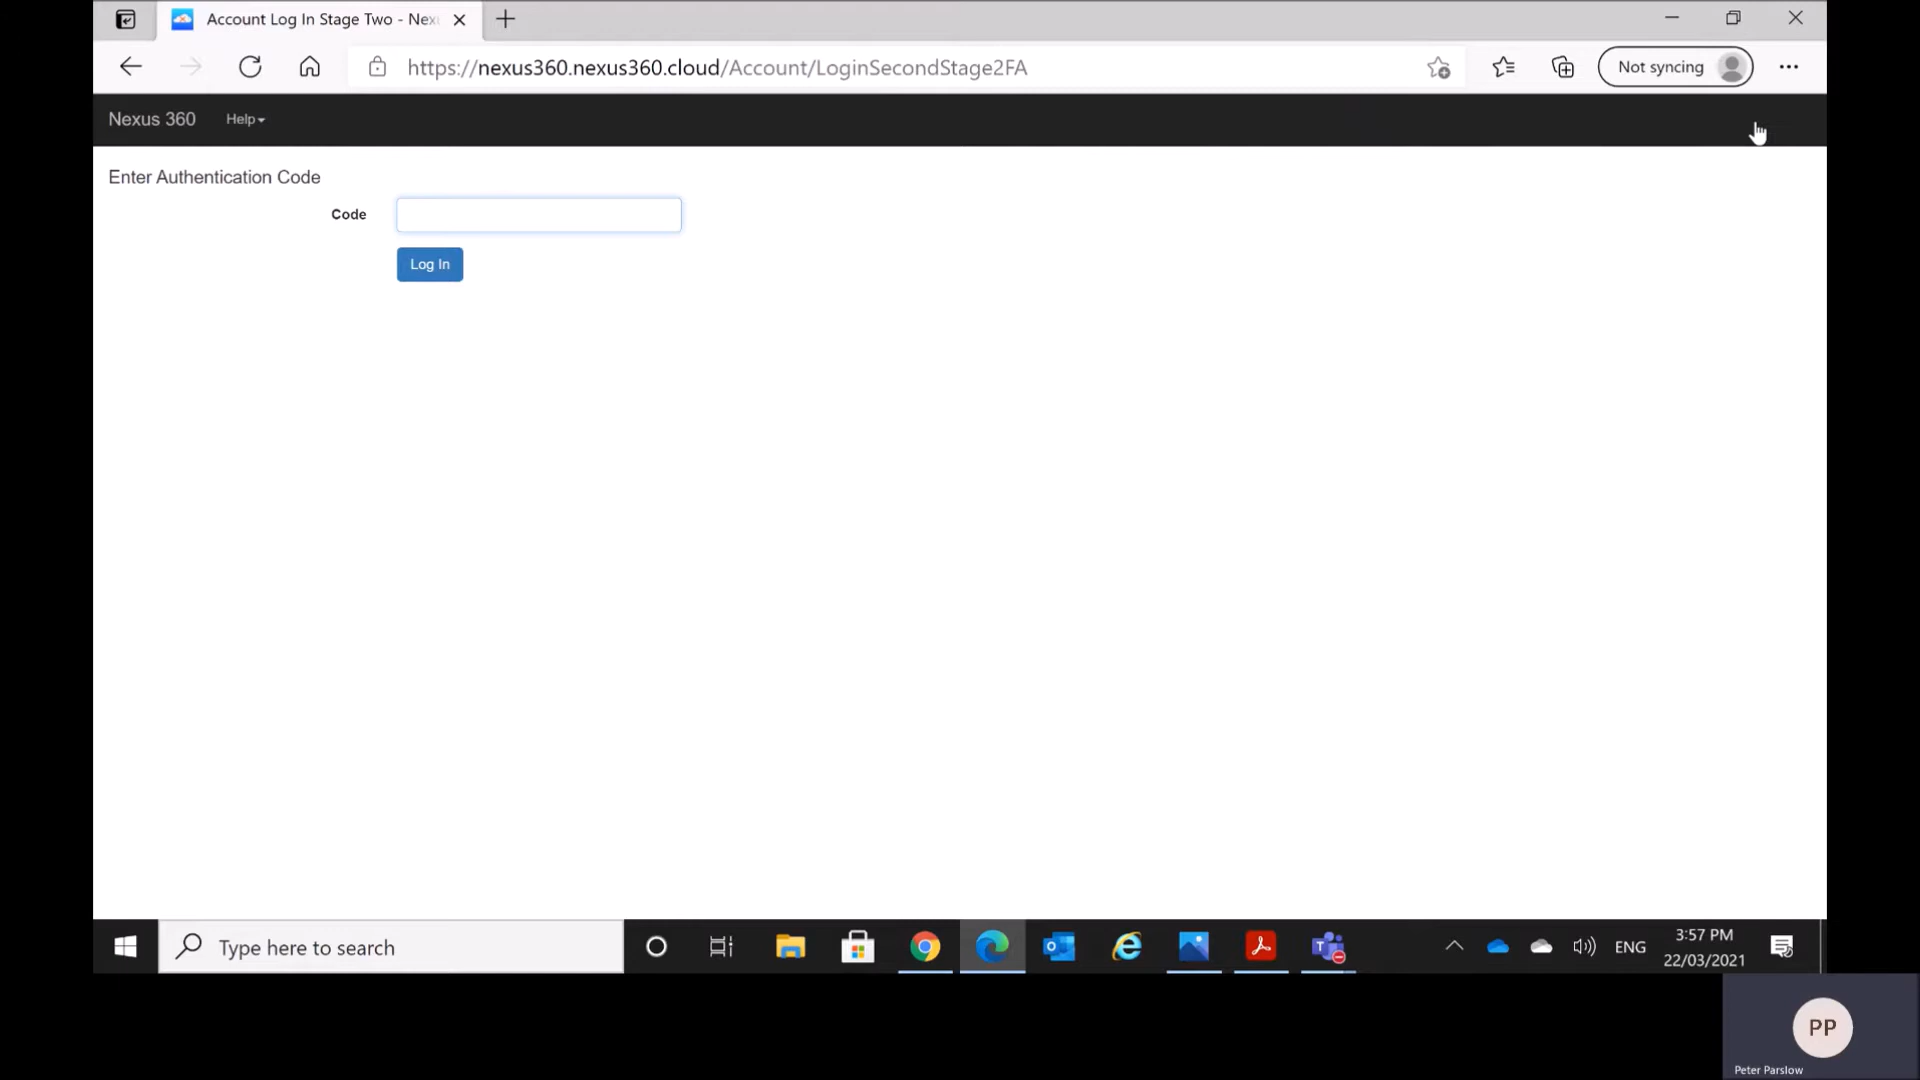 Account Log In Stage Two - Nex
https://nexus360.nexus360.cloud/Account/LoginSecondStage2FA
Not syncing
Nexus 360
Help
Enter Authentication Code
Code
Log In
Type here to search
ENG
3:57 PM
22/03/2021
PP
Peter Parslow